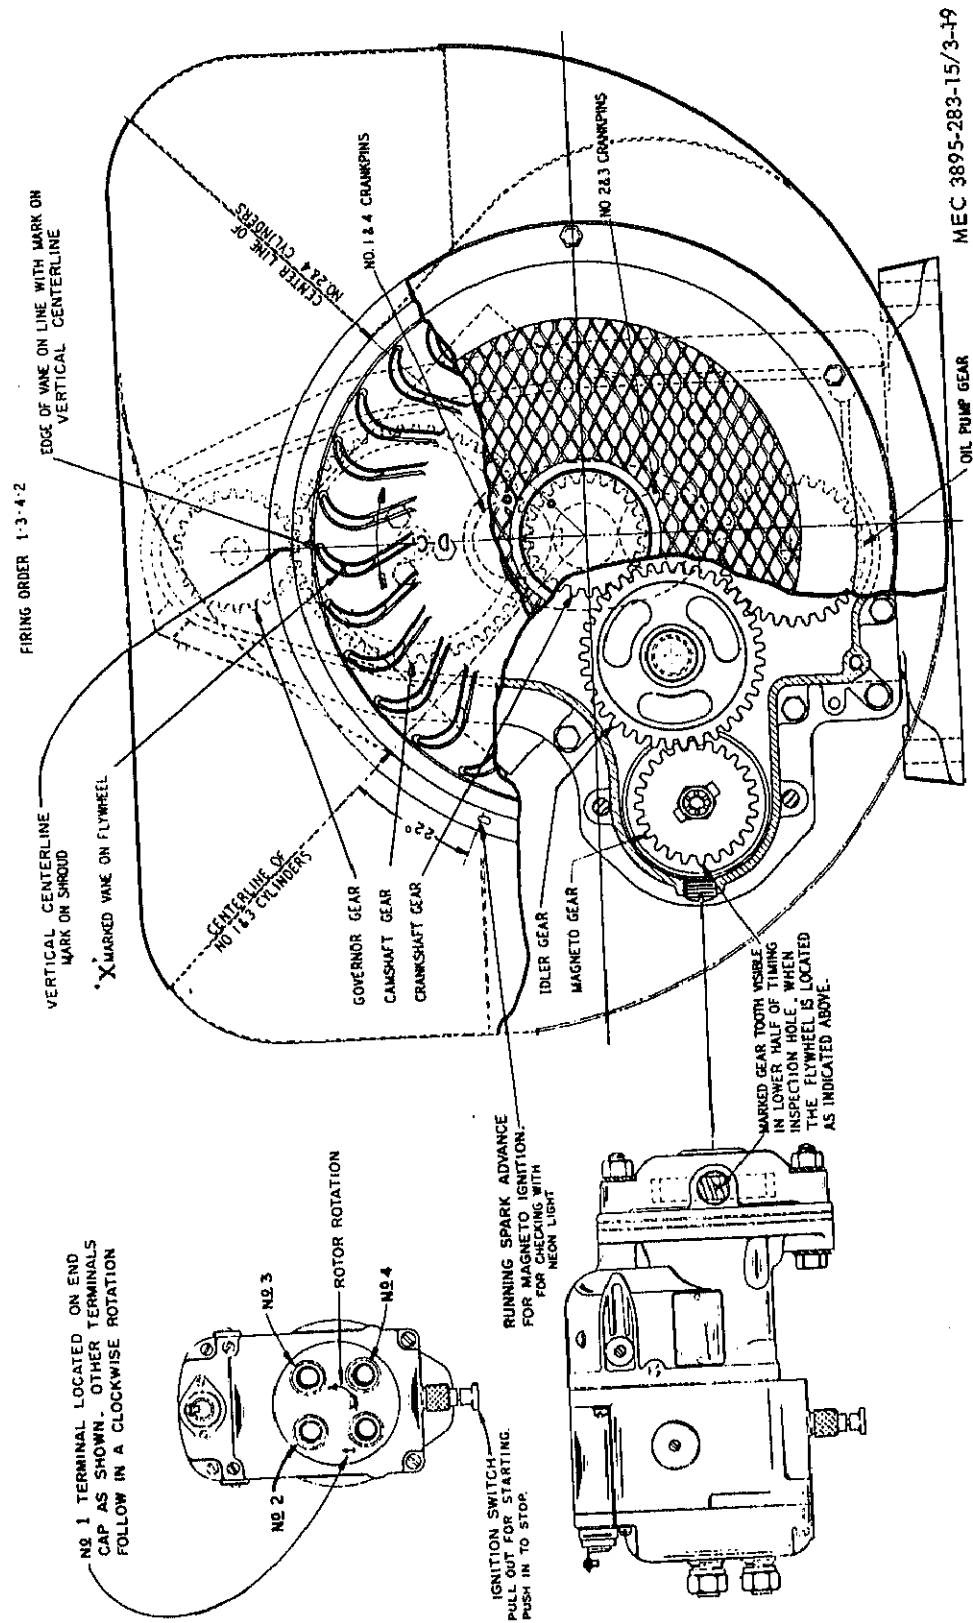 FIRING ORDER 1·3·4·2
VERTICAL CENTERLINE
MARK ON SHROUD
"X" MARKED VANE ON FLYWHEEL
EDGE OF VANE ON LINE WITH MARK ON
VERTICAL CENTERLINE
CENTERLINE OF
NO 1&3 CYLINDERS
22°
CENTER LINE OF
NO. 2& 4 CYLINDERS
NO. 1 & 4 CRANKPINS
NO 2&3 CRANKPINS
GOVERNOR GEAR
CAMSHAFT GEAR
CRANKSHAFT GEAR
IDLER GEAR
MAGNETO GEAR
OIL PUMP GEAR
DC
№ 1 TERMINAL LOCATED ON END
CAP AS SHOWN. OTHER TERMINALS
FOLLOW IN A CLOCKWISE ROTATION
№ 3
ROTOR ROTATION
№ 4
№ 2
1
IGNITION SWITCH
PULL OUT FOR STARTING.
PUSH IN TO STOP.
RUNNING SPARK ADVANCE
FOR MAGNETO IGNITION.
FOR CHECKING WITH
NEON LIGHT
MARKED GEAR TOOTH VISIBLE
IN LOWER HALF OF TIMING
INSPECTION HOLE, WHEN
THE FLYWHEEL IS LOCATED
AS INDICATED ABOVE.
MEC 3895-283-15/3-19